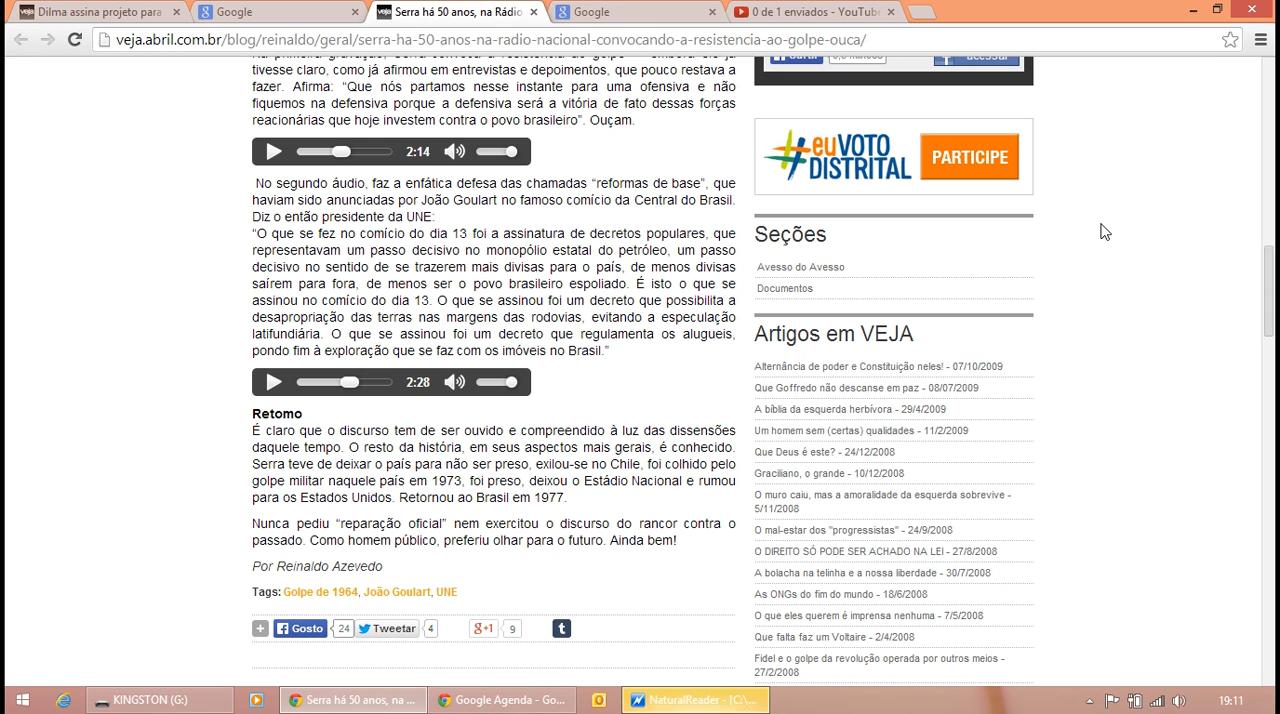 Dilma assina projeto para
Google
Serra há 50 anos, na Rádio
Google
0 de 1 enviados - YouTube
veja.abril.com.br/blog/reinaldo/geral/serra-ha-50-anos-na-radio-nacional-convocando-a-resistencia-ao-golpe-ouca/
tivesse claro, como já afirmou em entrevistas e depoimentos, que pouco restava a
fazer. Afirma: “Que nós partamos nesse instante para uma ofensiva e não
fiquemos na defensiva porque a defensiva será a vitória de fato dessas forças
reacionárias que hoje investem contra o povo brasileiro”. Ouçam.
2:14
No segundo áudio, faz a enfática defesa das chamadas “reformas de base”, que
haviam sido anunciadas por João Goulart no famoso comício da Central do Brasil.
Diz o então presidente da UNE:
“O que se fez no comício do dia 13 foi a assinatura de decretos populares, que
representavam um passo decisivo no monopólio estatal do petróleo, um passo
decisivo no sentido de se trazerem mais divisas para o país, de menos divisas
saírem para fora, de menos ser o povo brasileiro espoliado. É isto o que se
assinou no comício do dia 13. O que se assinou foi um decreto que possibilita a
desapropriação das terras nas margens das rodovias, evitando a especulação
latifundiária. O que se assinou foi um decreto que regulamenta os alugueis,
pondo fim à exploração que se faz com os imóveis no Brasil.”
2:28
Retomo
É claro que o discurso tem de ser ouvido e compreendido à luz das dissensões
daquele tempo. O resto da história, em seus aspectos mais gerais, é conhecido.
Serra teve de deixar o país para não ser preso, exilou-se no Chile, foi colhido pelo
golpe militar naquele país em 1973, foi preso, deixou o Estádio Nacional e rumou
para os Estados Unidos. Retornou ao Brasil em 1977.
Nunca pediu “reparação oficial” nem exercitou o discurso do rancor contra o
passado. Como homem público, preferiu olhar para o futuro. Ainda bem!
Por Reinaldo Azevedo
Tags: Golpe de 1964, João Goulart, UNE
Gosto 24 Tweetar 4 g+1 9 t
#euVOTO
DISTRITAL
PARTICIPE
Seções
Avesso do Avesso
Documentos
Artigos em VEJA
Alternância de poder e Constituição neles! - 07/10/2009
Que Goffredo não descanse em paz - 08/07/2009
A bíblia da esquerda herbívora - 29/4/2009
Um homem sem (certas) qualidades - 11/2/2009
Que Deus é este? - 24/12/2008
Graciliano, o grande - 10/12/2008
O muro caiu, mas a amoralidade da esquerda sobrevive -
5/11/2008
O mal-estar dos "progressistas" - 24/9/2008
O DIREITO SÓ PODE SER ACHADO NA LEI - 27/8/2008
A bolacha na telinha e a nossa liberdade - 30/7/2008
As ONGs do fim do mundo - 18/6/2008
O que eles querem é imprensa nenhuma - 7/5/2008
Que falta faz um Voltaire - 2/4/2008
Fidel e o golpe da revolução operada por outros meios -
27/2/2008
KINGSTON (G:)
Serra há 50 anos, na ...
Google Agenda - Go...
NaturalReader - [C:\...
19:11